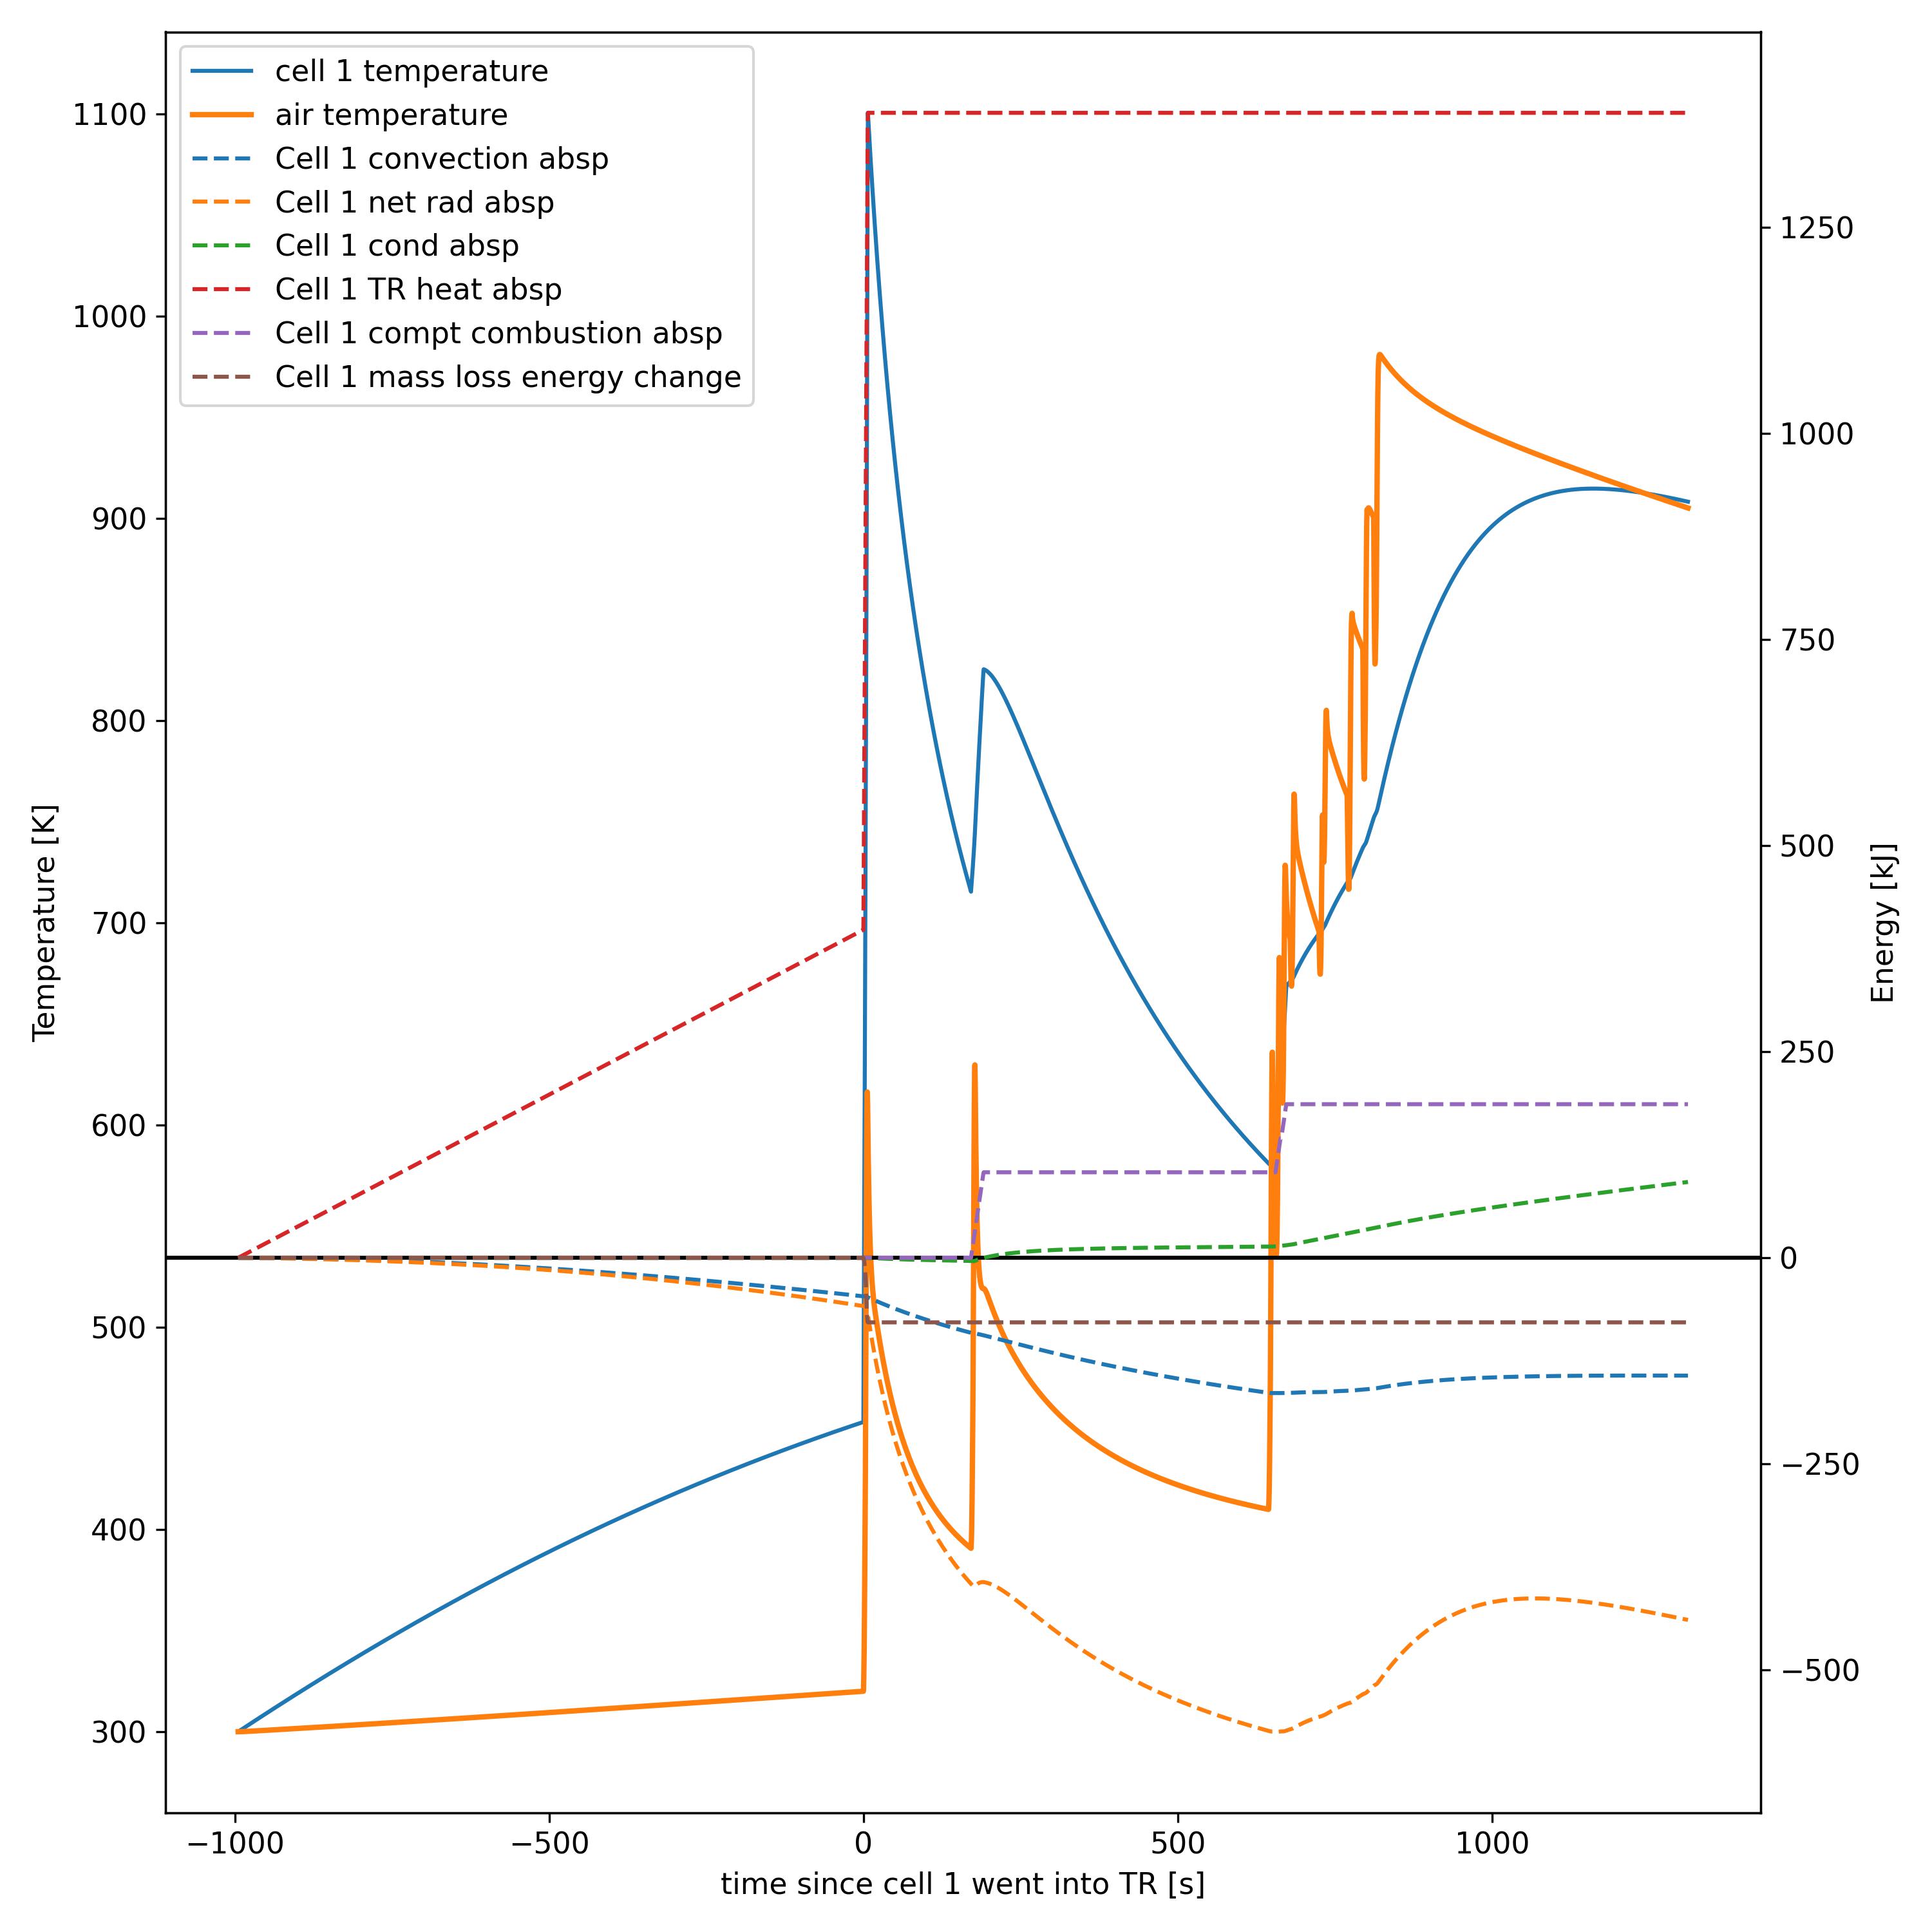 cell 1 temperature
air temperature
Cell 1 convection absp
Cell 1 net rad absp
Cell 1 cond absp
Cell 1 TR heat absp
Cell 1 compt combustion absp
Cell 1 mass loss energy change
Temperature [K]
1100
1000
900
800
700
600
500
400
300
1250
1000
750
500
250
0
−250
−500
Energy [kJ]
−1000
−500
0
500
1000
time since cell 1 went into TR [s]